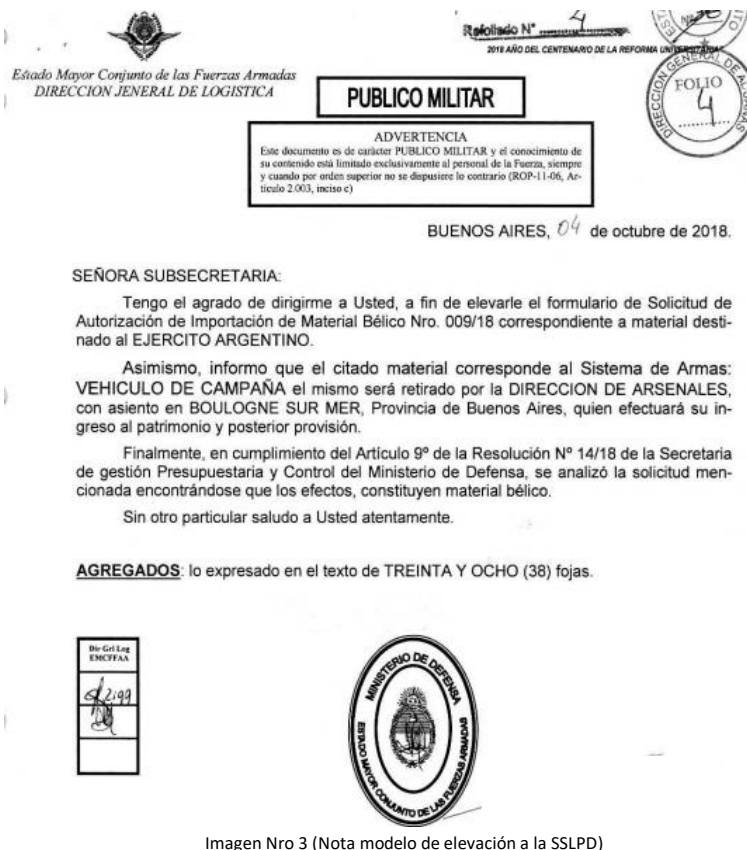 Refoliado N° 4
2018 AÑO DEL CENTENARIO DE LA REFORMA UNIVERSITARIA
Estado Mayor Conjunto de las Fuerzas Armadas
DIRECCION JENERAL DE LOGISTICA
PUBLICO MILITAR
DIRECCION GENERAL DE ADUANAS
FOLIO
4
ADVERTENCIA
Este documento es de carácter PUBLICO MILITAR y el conocimiento de
su contenido está limitado exclusivamente al personal de la Fuerza, siempre
y cuando por orden superior no se dispusiere lo contrario (ROP-11-06, Ar-
tículo 2.003, inciso c)
BUENOS AIRES, 04 de octubre de 2018.
SEÑORA SUBSECRETARIA:
Tengo el agrado de dirigirme a Usted, a fin de elevarle el formulario de Solicitud de
Autorización de Importación de Material Bélico Nro. 009/18 correspondiente a material desti-
nado al EJERCITO ARGENTINO.
Asimismo, informo que el citado material corresponde al Sistema de Armas:
VEHICULO DE CAMPAÑA el mismo será retirado por la DIRECCION DE ARSENALES,
con asiento en BOULOGNE SUR MER, Provincia de Buenos Aires, quien efectuará su in-
greso al patrimonio y posterior provisión.
Finalmente, en cumplimiento del Artículo 9º de la Resolución Nº 14/18 de la Secretaria
de gestión Presupuestaria y Control del Ministerio de Defensa, se analizó la solicitud men-
cionada encontrándose que los efectos, constituyen material bélico.
Sin otro particular saludo a Usted atentamente.
AGREGADOS: lo expresado en el texto de TREINTA Y OCHO (38) fojas.
Dir Grl Log
EMCFFAA
2199
MINISTERIO DE DEFENSA
ESTADO MAYOR CONJUNTO DE LAS FUERZAS ARMADAS
Imagen Nro 3 (Nota modelo de elevación a la SSLPD)